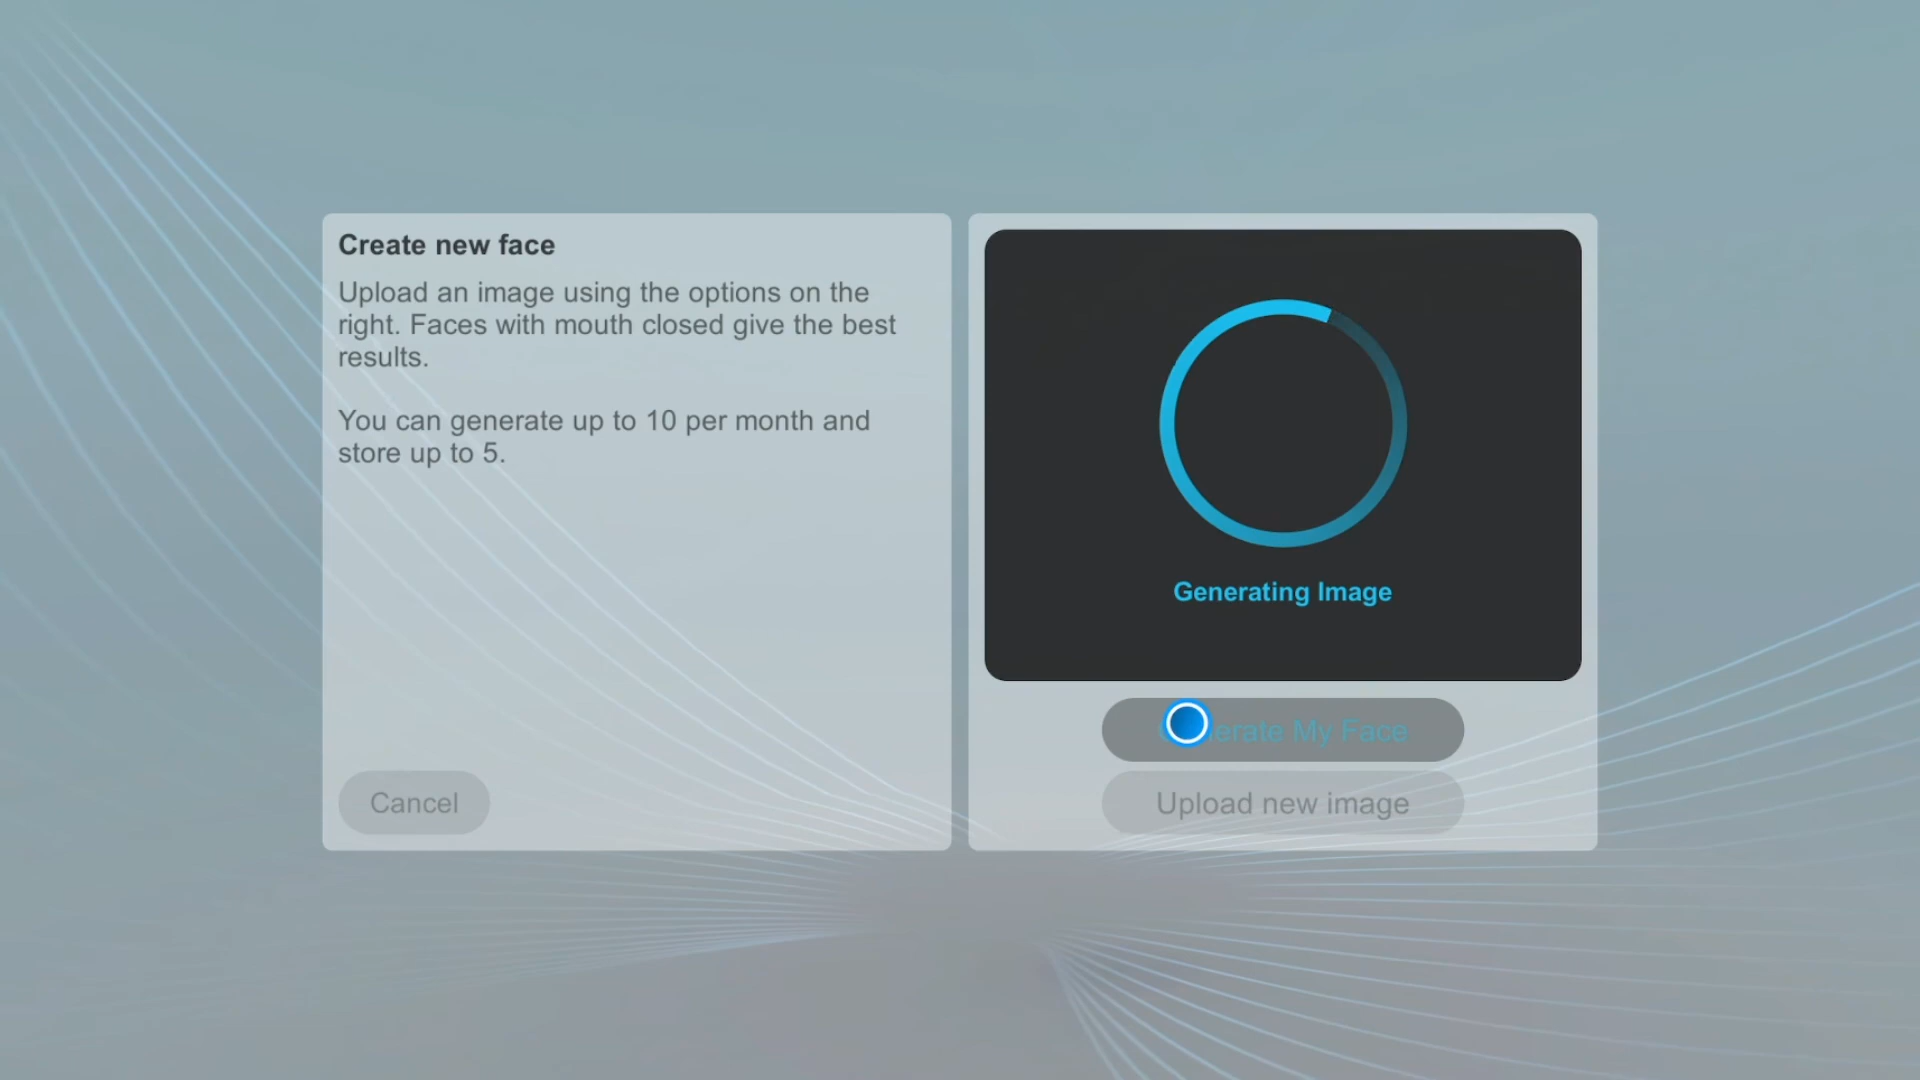 Create new face
Upload an image using the options on the
right. Faces with mouth closed give the best
results.
You can generate up to 10 per month and
store up to 5.
Cancel
Generating Image
Generate My Face
Upload new image